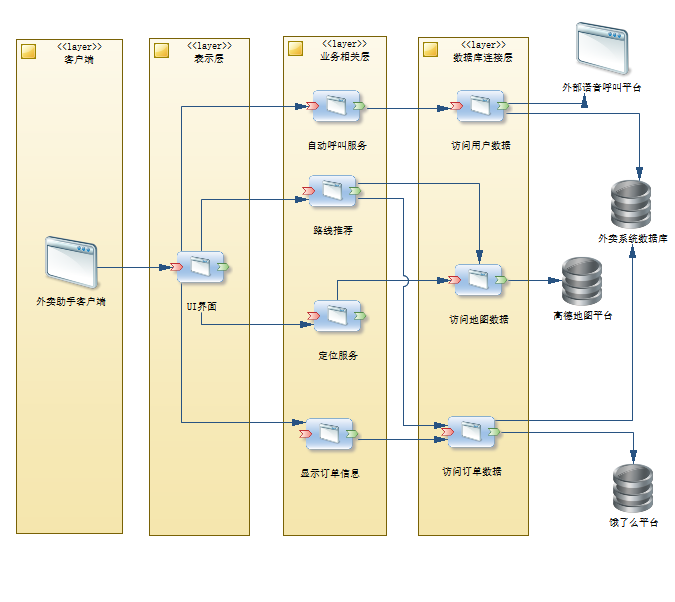 <<layer>>
客户端
<<layer>>
表示层
<<layer>>
业务相关层
<<layer>>
数据库连接层
外部语音呼叫平台
自动呼叫服务
访问用户数据
路线推荐
外卖系统数据库
外卖助手客户端
UI界面
访问地图数据
高德地图平台
定位服务
显示订单信息
访问订单数据
饿了么平台